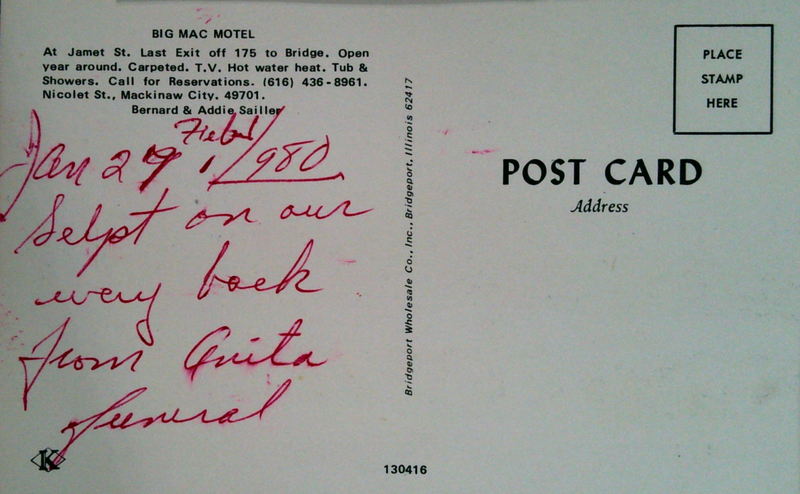 BIG MAC MOTEL
At Jamet St. Last Exit off 175 to Bridge. Open
year around. Carpeted. T.V. Hot water heat. Tub &
Showers. Call for Reservations. (616) 436-8961.
Nicolet St., Mackinaw City. 49701.
Bernard & Addie Sailler
Jan 29, 1980
Selpt on our
wery back
from Anita
funeral
K
130416
Bridgeport Wholesale Co., Inc., Bridgeport, Illinois 62417
PLACE
STAMP
HERE
POST CARD
Address